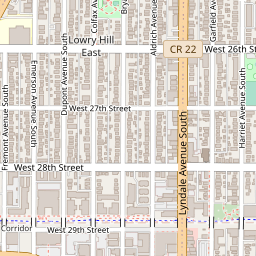 Colfax Av
Bry
Aldrich Avenue
Garfield Aven
Lowry Hill
East
CR 22
West 26th Street
Emerson Avenue South
Dupont Avenue South
West 27th Street
Fremont Avenue South
Lyndale Avenue South
Harriet Avenue South
West 28th Street
Corridor
West 29th Street